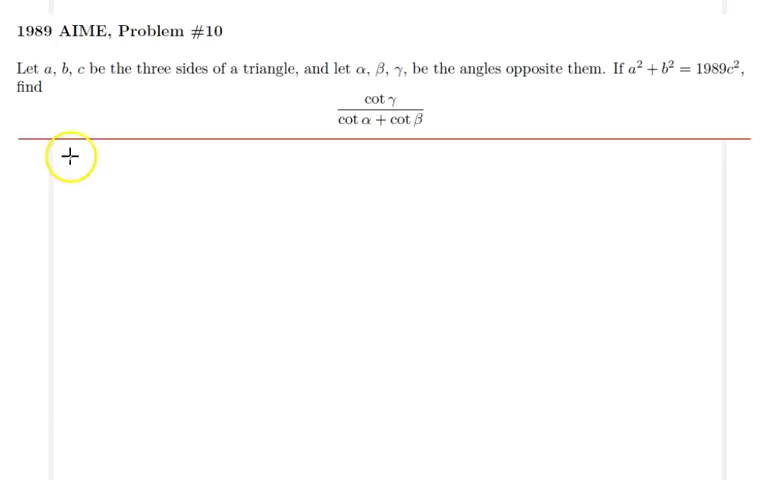 1989 AIME, Problem #10
Let a, b, c be the three sides of a triangle, and let α, β, γ, be the angles opposite them. If a² + b² = 1989c²,
find
cot γ
cot α + cot β